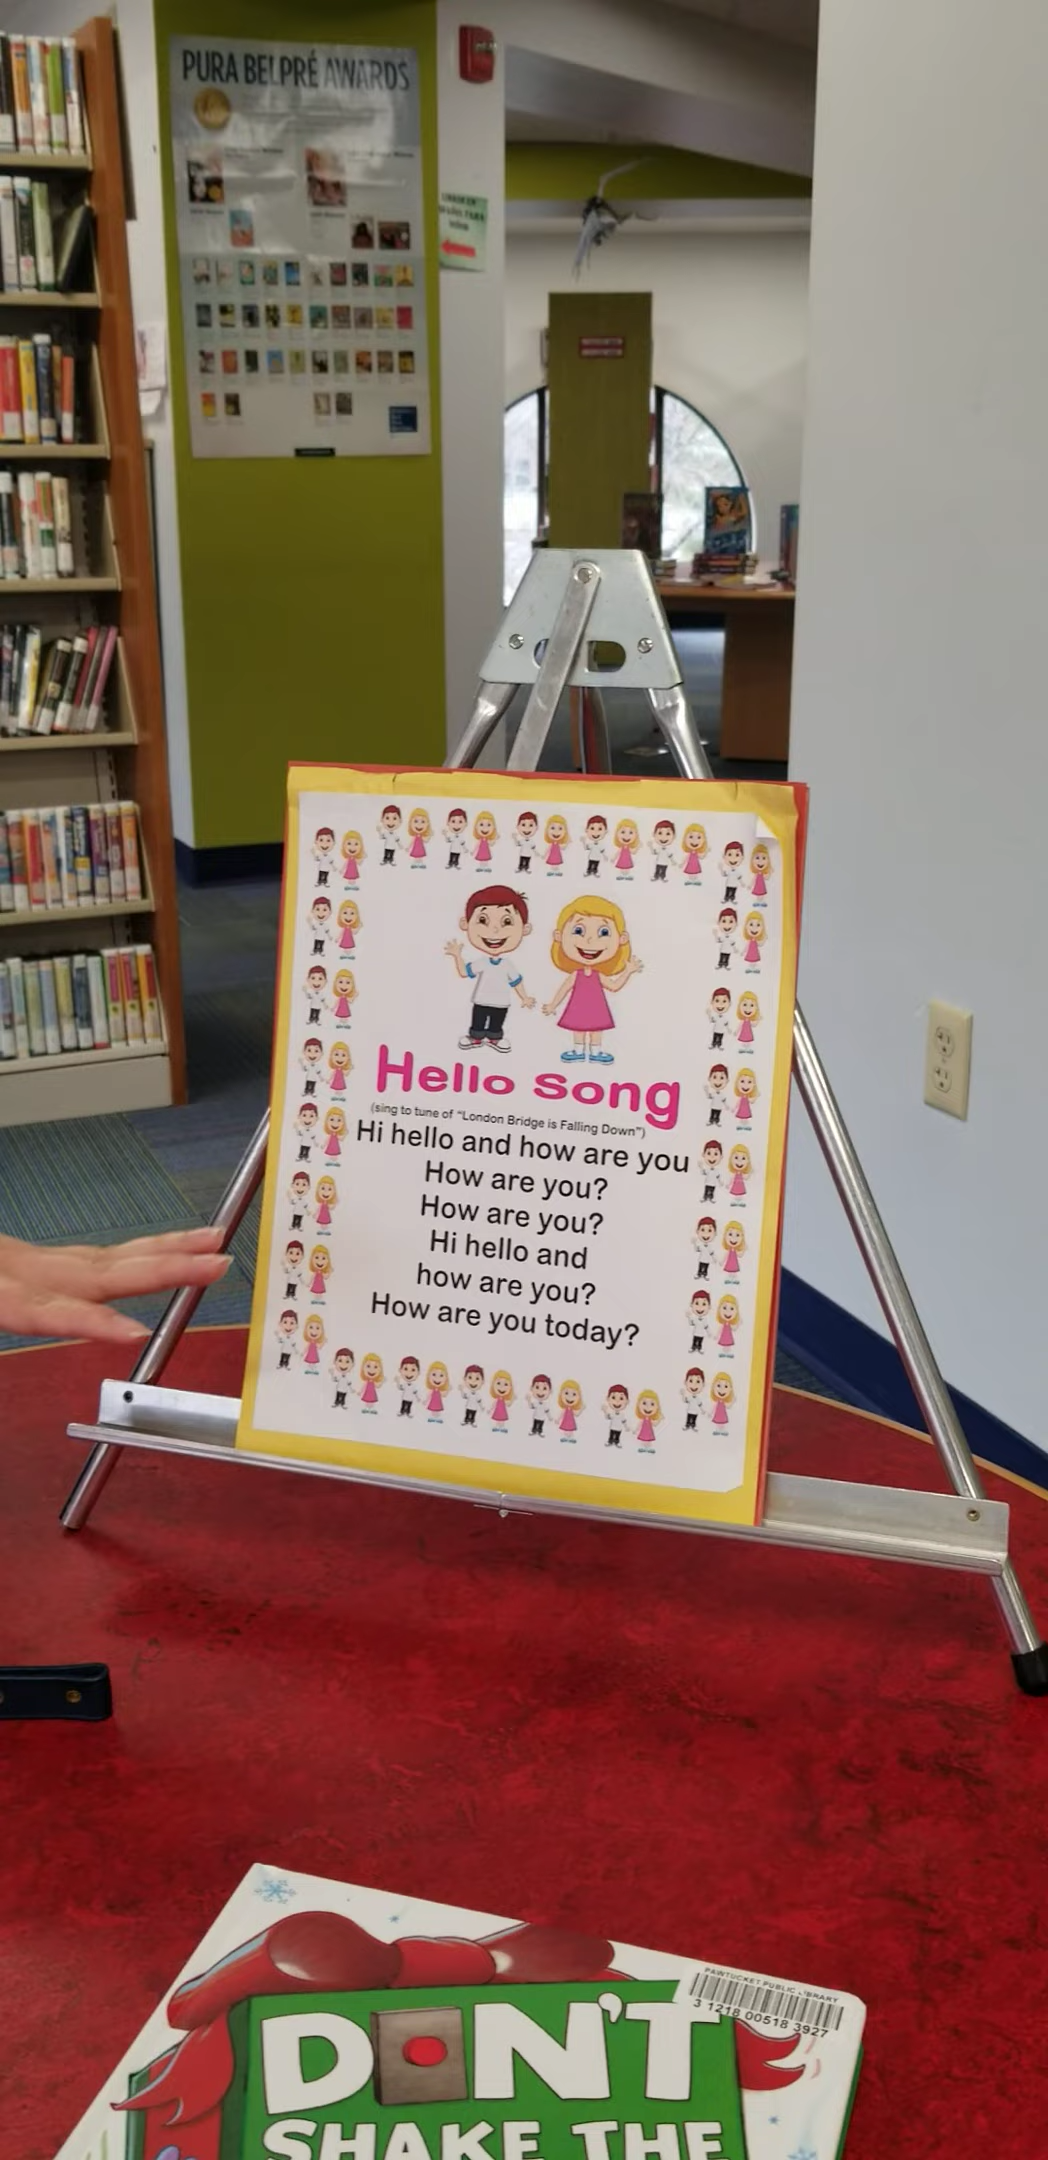 PURA BELPRÉ AWARDS
Hello Song
(sing to tune of "London Bridge is Falling Down")
Hi hello and how are you
How are you?
How are you?
Hi hello and
how are you?
How are you today?
PAWTUCKET PUBLIC LIBRARY
3 1218 00518 3927
DON'T
SHAKE THE